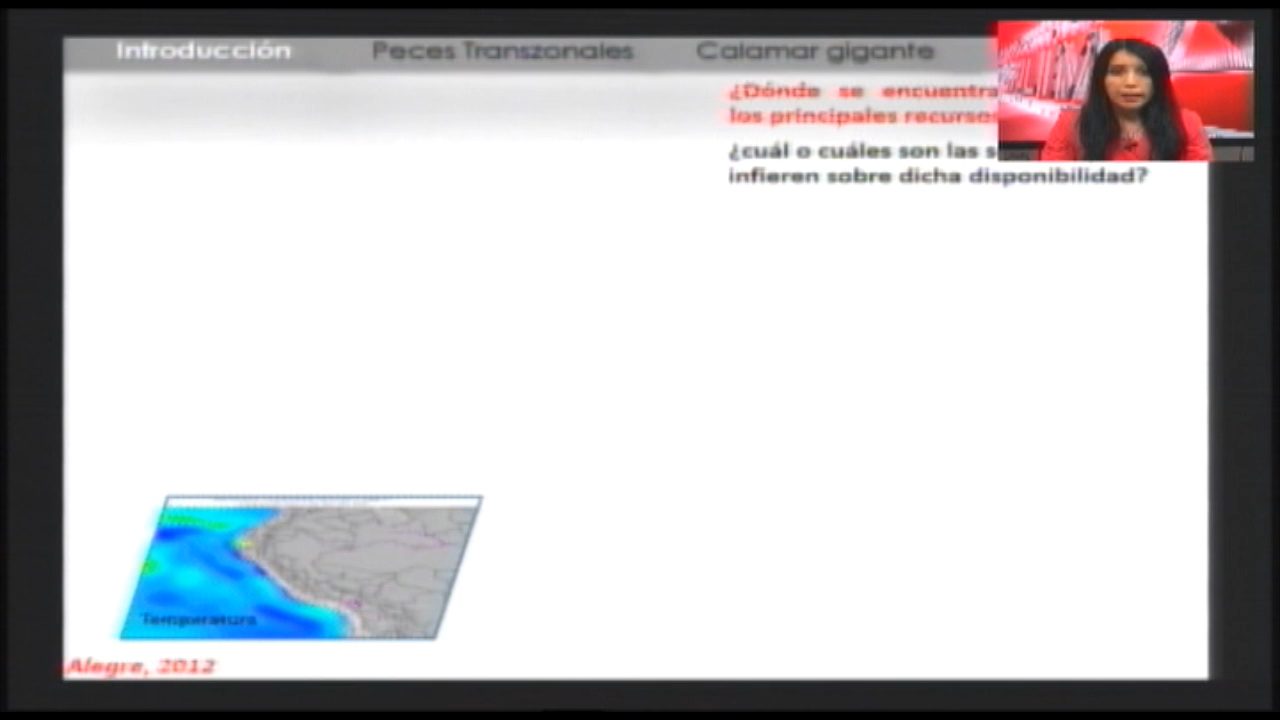 Introducción Peces Transzonales Calamar gigante
¿Dónde se encuentra
los principales recursos
¿cuál o cuáles son las
infieren sobre dicha disponibilidad?
Temperatura
Alegre, 2012